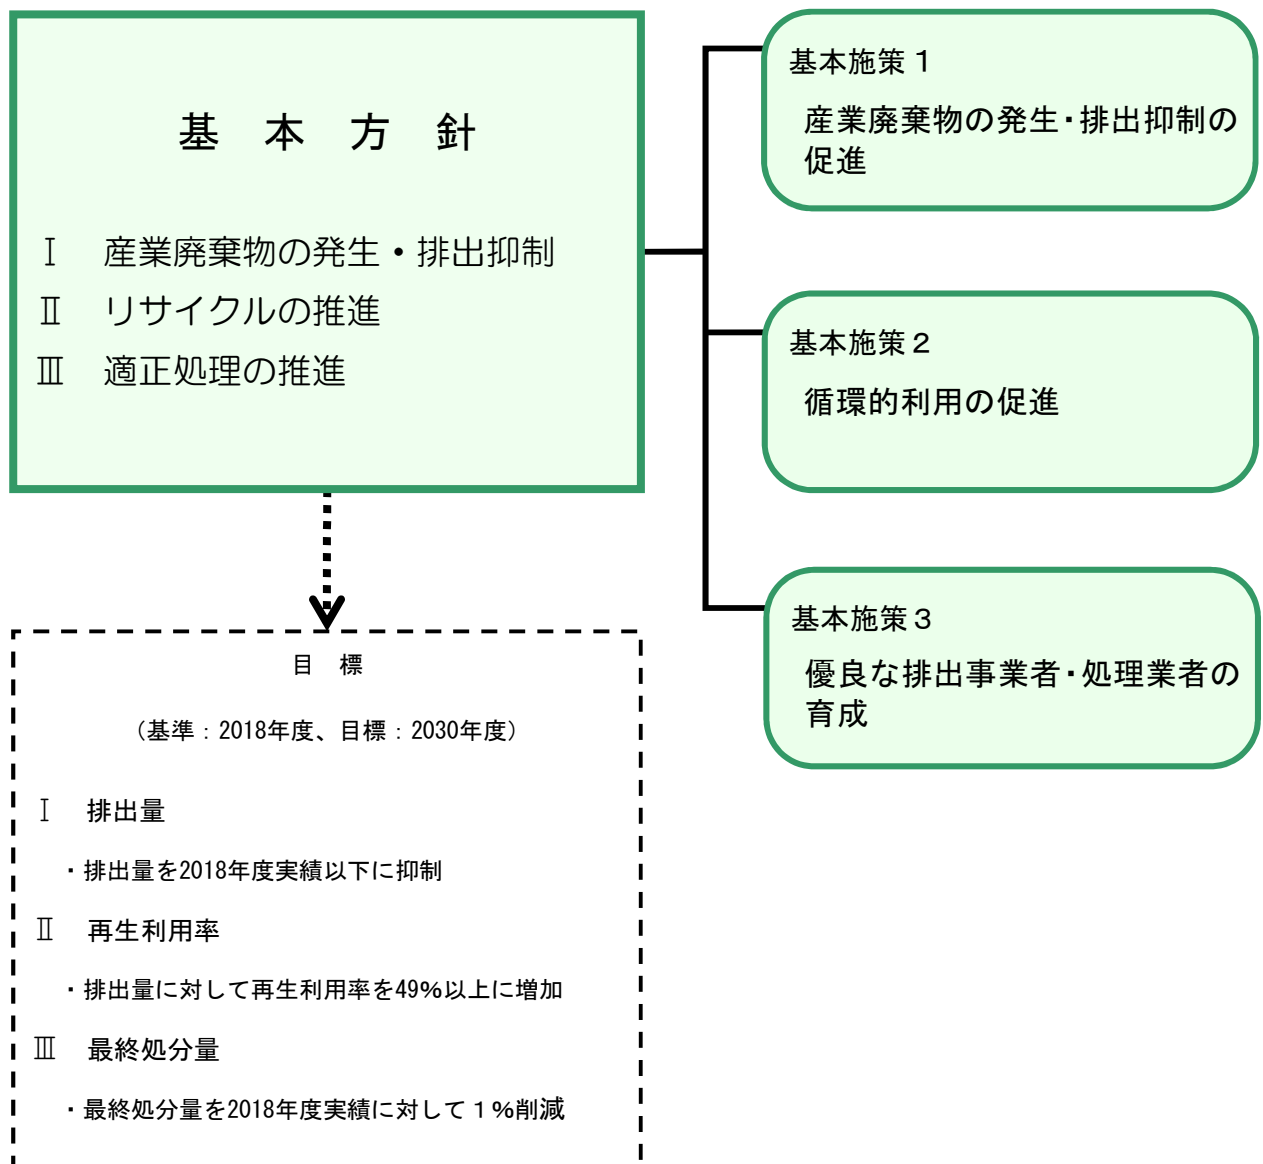 基本方針
Ⅰ 産業廃棄物の発生・排出抑制
Ⅱ リサイクルの推進
Ⅲ 適正処理の推進
基本施策１
産業廃棄物の発生・排出抑制の
促進
基本施策２
循環的利用の促進
基本施策３
優良な排出事業者・処理業者の
育成
目 標
（基準：2018年度、目標：2030年度）
Ⅰ 排出量
・排出量を2018年度実績以下に抑制
Ⅱ 再生利用率
・排出量に対して再生利用率を49%以上に増加
Ⅲ 最終処分量
・最終処分量を2018年度実績に対して１%削減